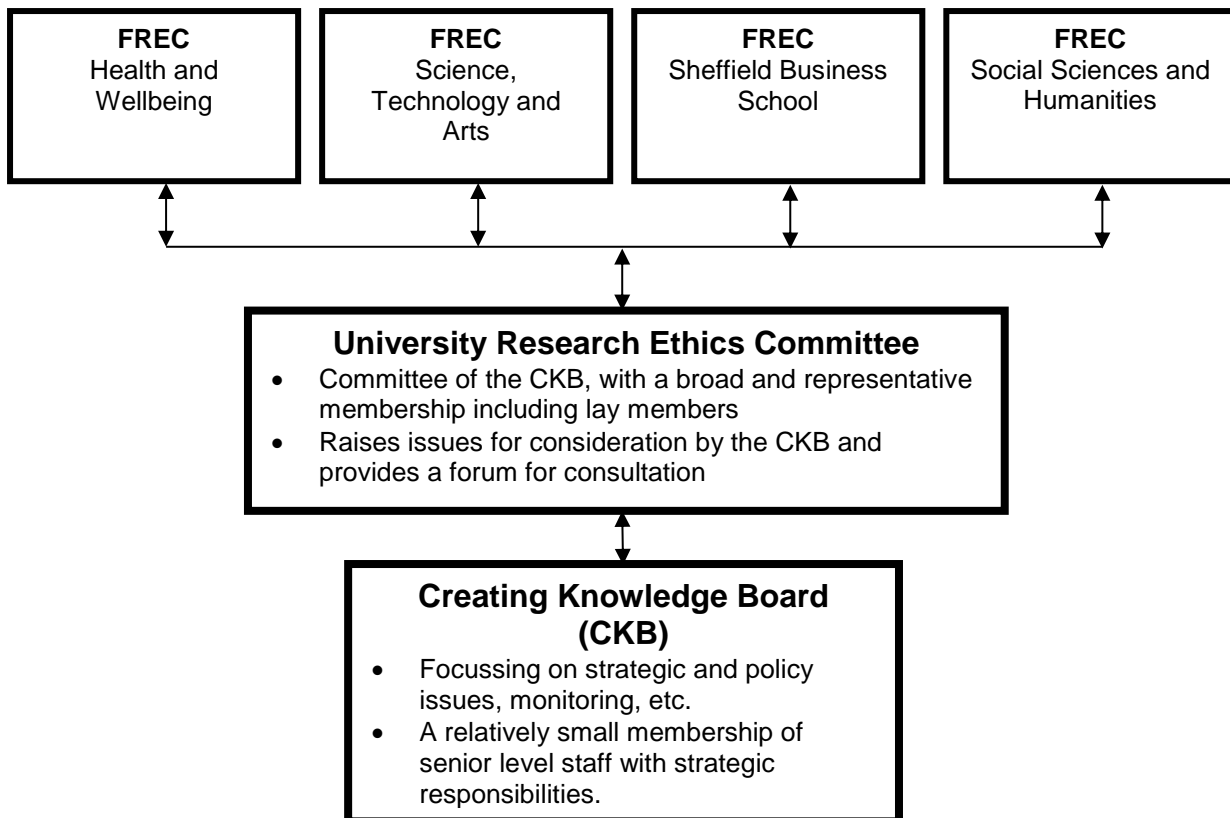 FREC
Health and
Wellbeing
FREC
Science,
Technology and
Arts
FREC
Sheffield Business
School
FREC
Social Sciences and
Humanities
University Research Ethics Committee
• Committee of the CKB, with a broad and representative
membership including lay members
• Raises issues for consideration by the CKB and
provides a forum for consultation
Creating Knowledge Board
(CKB)
• Focussing on strategic and policy
issues, monitoring, etc.
• A relatively small membership of
senior level staff with strategic
responsibilities.